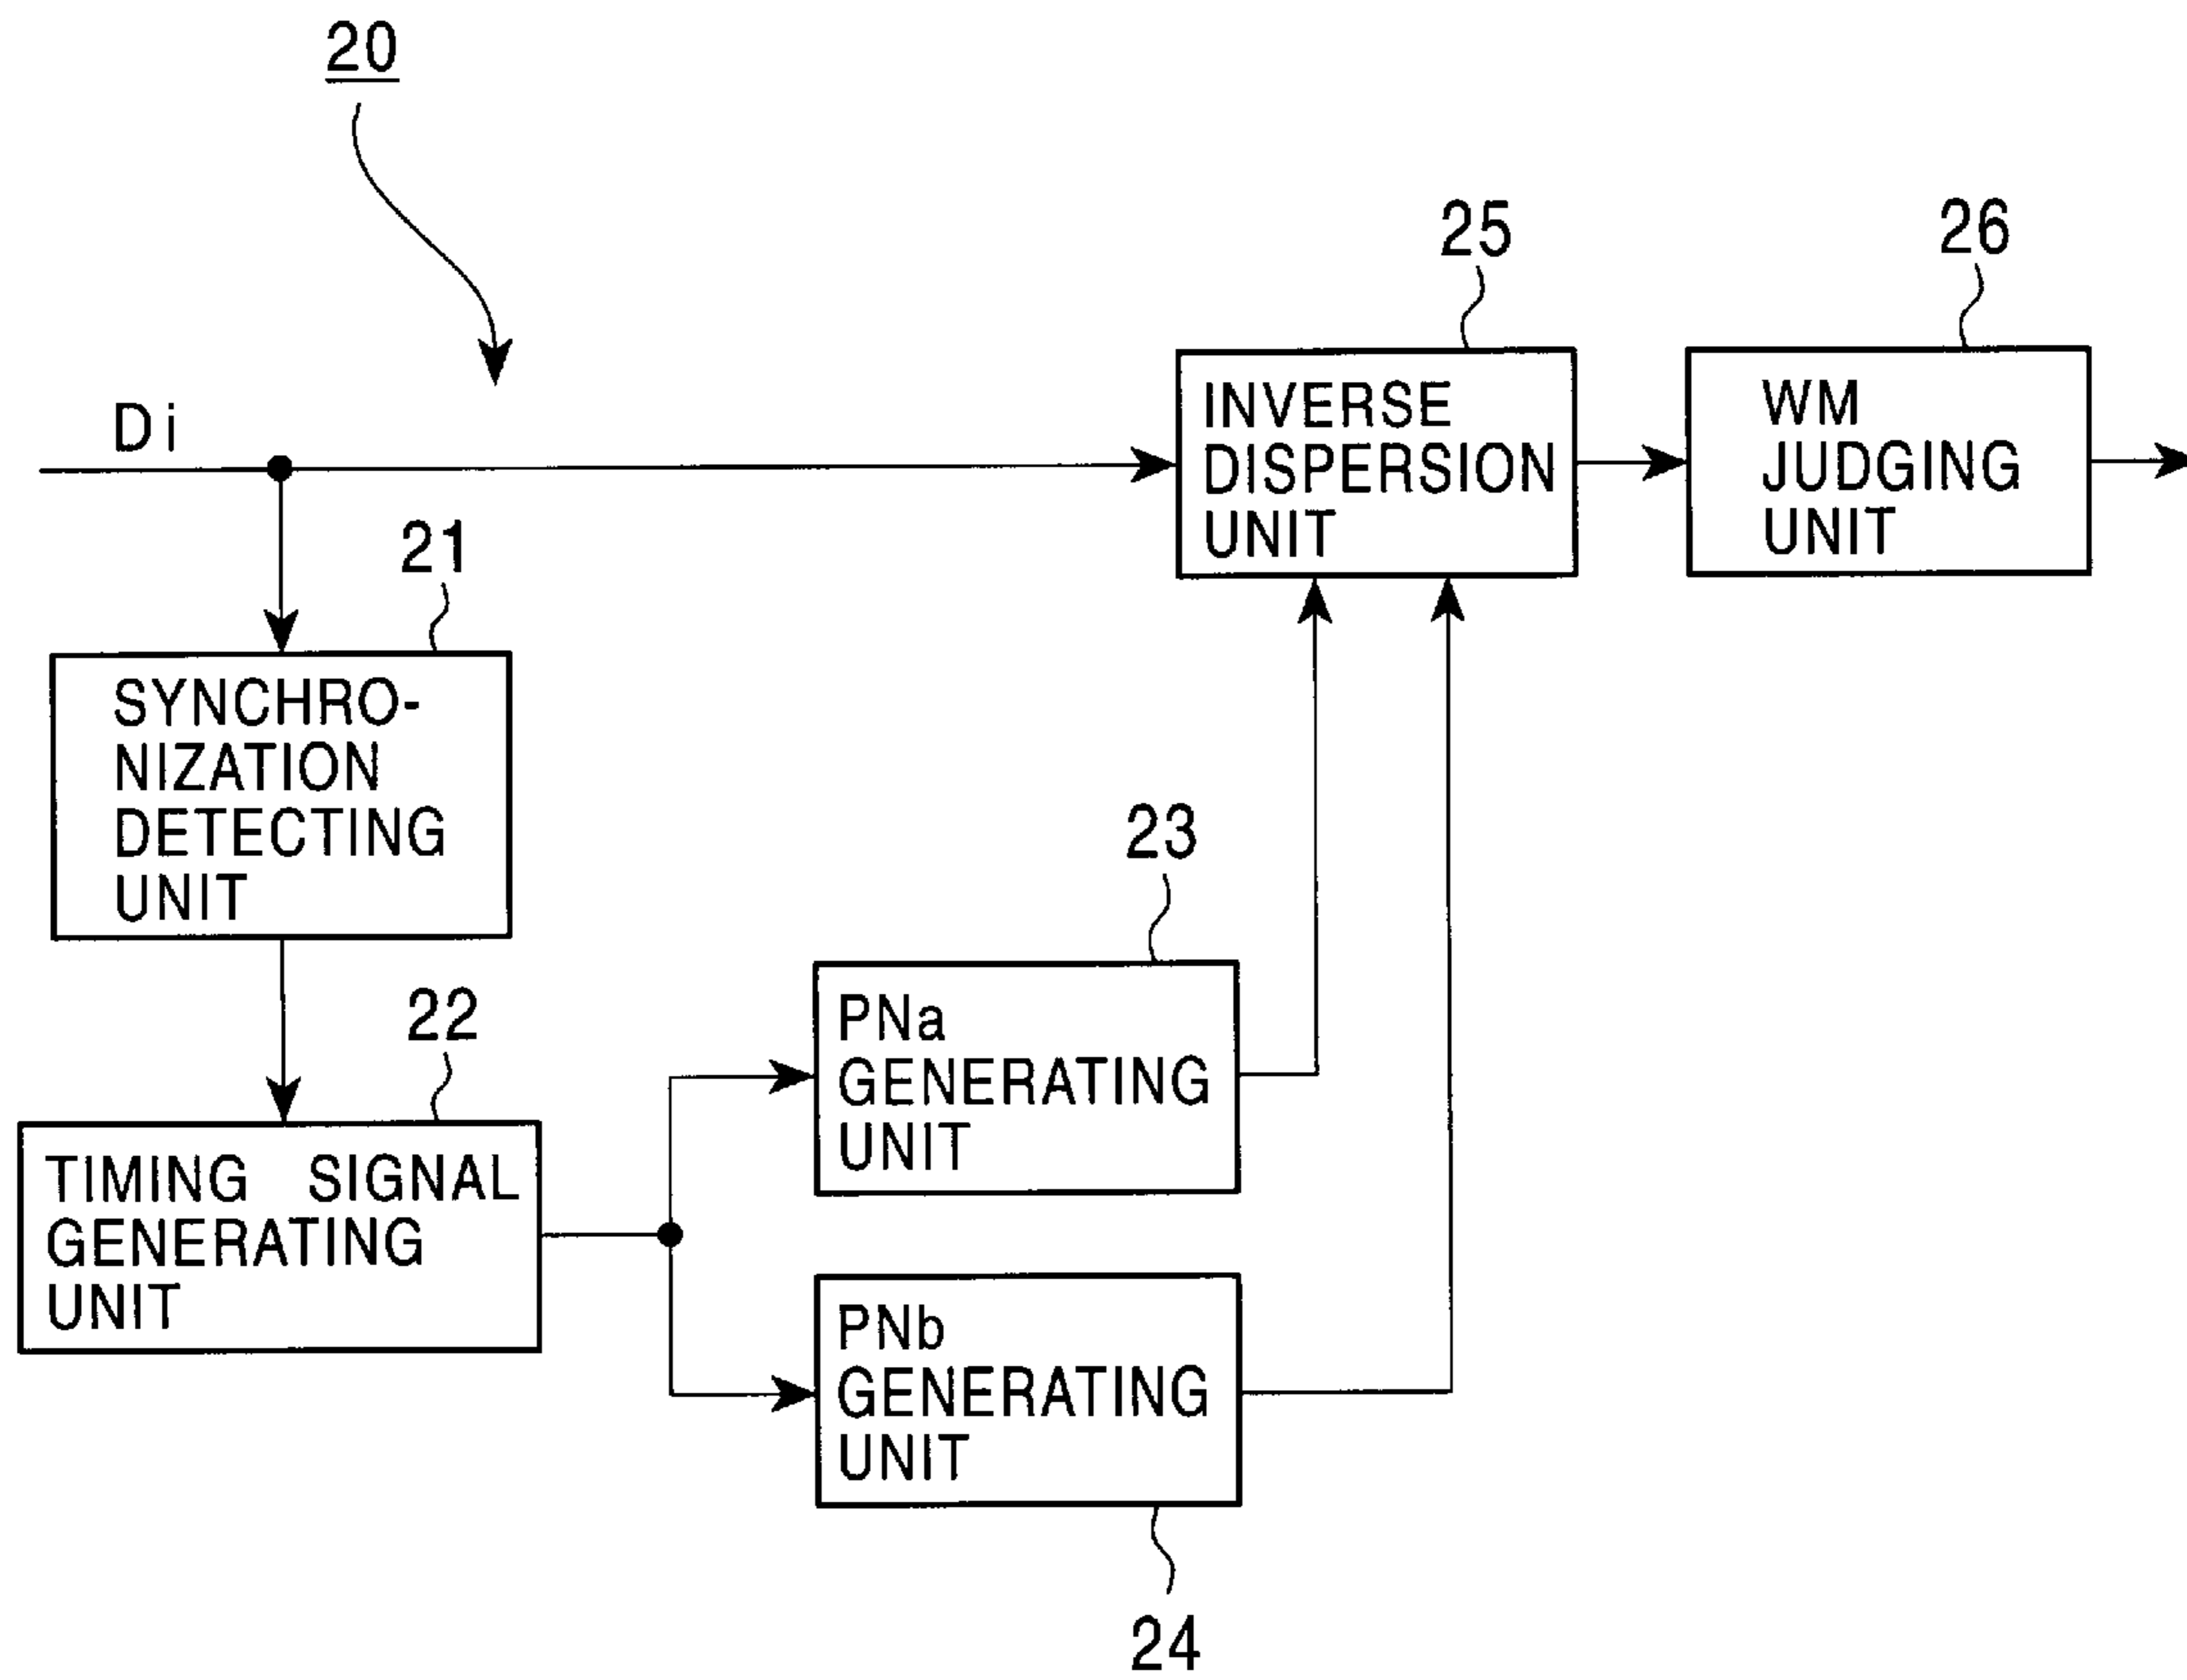 20
25
26
Di
INVERSE
DISPERSION
UNIT
WM
JUDGING
UNIT
21
SYNCHRO-
NIZATION
DETECTING
UNIT
23
22
PNa
GENERATING
UNIT
TIMING SIGNAL
GENERATING
UNIT
PNb
GENERATING
UNIT
24